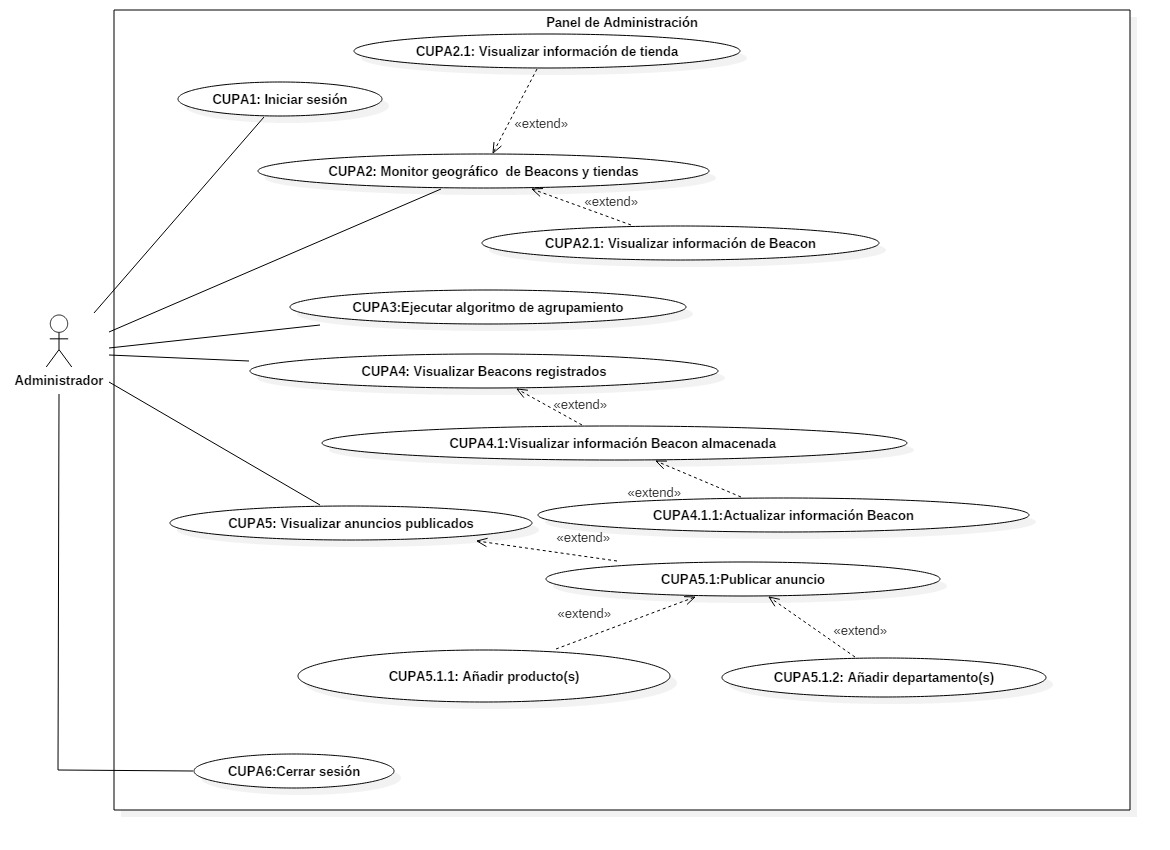 Panel de Administración
CUPA2.1: Visualizar información de tienda
CUPA1: Iniciar sesión
«extend»
CUPA2: Monitor geográfico  de Beacons y tiendas
«extend»
CUPA2.1: Visualizar información de Beacon
CUPA3:Ejecutar algoritmo de agrupamiento
CUPA4: Visualizar Beacons registrados
Administrador
«extend»
CUPA4.1:Visualizar información Beacon almacenada
«extend»
CUPA4.1.1:Actualizar información Beacon
CUPA5: Visualizar anuncios publicados
«extend»
CUPA5.1:Publicar anuncio
«extend»
«extend»
CUPA5.1.1: Añadir producto(s)
CUPA5.1.2: Añadir departamento(s)
CUPA6:Cerrar sesión